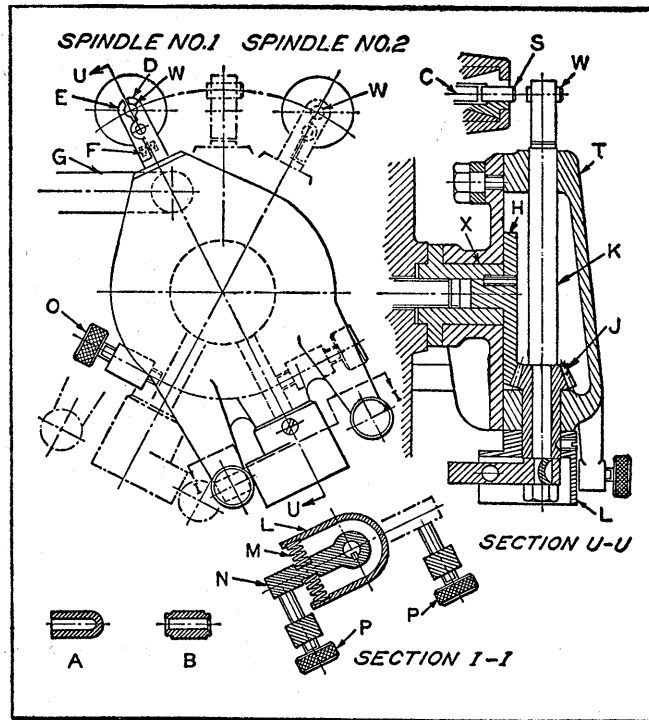 SPINDLE NO.1 SPINDLE NO.2
U D W
E
F
G
W
C S W
T
H
X
K
J
O
I
U
L
L
M
N
SECTION U-U
P
P
SECTION I-I
A B